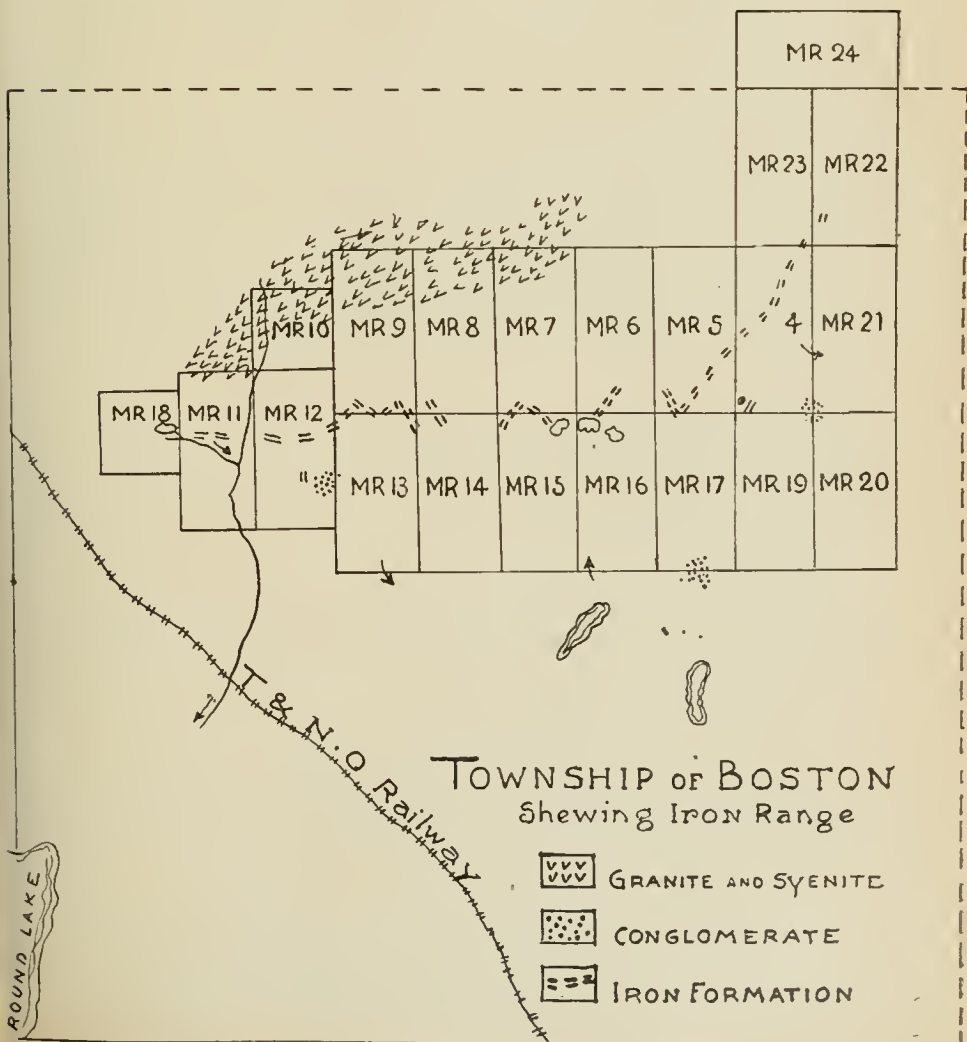 MR 24
MR 23 MR 22
MR 10 MR 9 MR 8 MR 7 MR 6 MR 5 4 MR 21
MR 18 MR 11 MR 12
MR 13 MR 14 MR 15 MR 16 MR 17 MR 19 MR 20
T & N.O Railway
TOWNSHIP OF BOSTON
Shewing Iron Range
GRANITE AND SYENITE
CONGLOMERATE
IRON FORMATION
ROUND LAKE